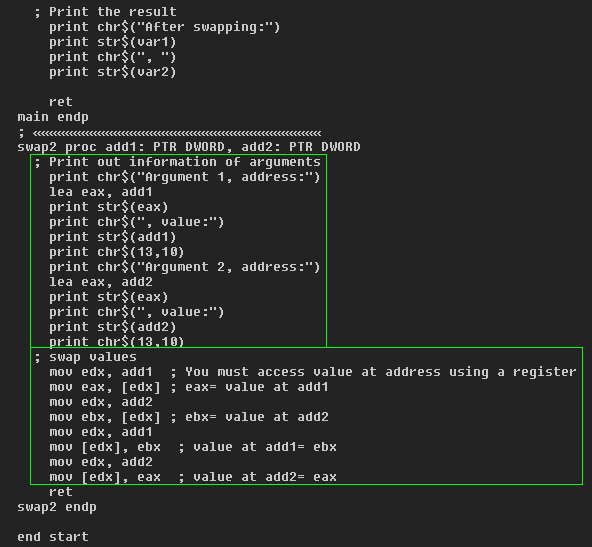 ; Print the result
print chr$("After swapping:")
print str$(var1)
print chr$(", ")
print str$(var2)
ret
main endp
; «««««««««««««««««««««««««««««««««««««««««««««««««
swap2 proc add1: PTR DWORD, add2: PTR DWORD
; Print out information of arguments
print chr$("Argument 1, address:")
lea eax, add1
print str$(eax)
print chr$(", value:")
print str$(add1)
print chr$(13,10)
print chr$("Argument 2, address:")
lea eax, add2
print str$(eax)
print chr$(", value:")
print str$(add2)
print chr$(13,10)
; swap values
mov edx, add1  ; You must access value at address using a register
mov eax, [edx] ; eax= value at add1
mov edx, add2
mov ebx, [edx] ; ebx= value at add2
mov edx, add1
mov [edx], ebx  ; value at add1= ebx
mov edx, add2
mov [edx], eax  ; value at add2= eax
ret
swap2 endp
end start